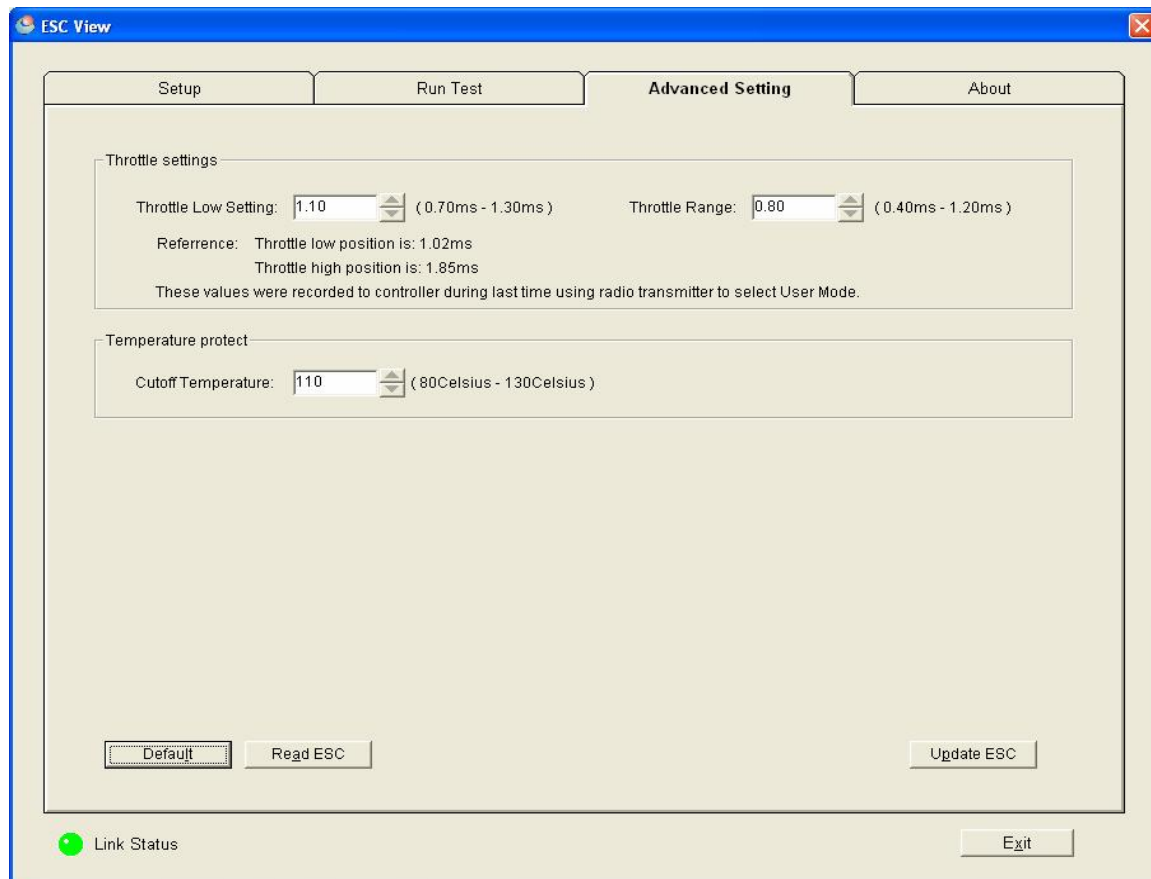 ESC View
Setup Run Test Advanced Setting About
Throttle settings
Throttle Low Setting: 1.10 ( 0.70ms - 1.30ms ) Throttle Range: 0.80 ( 0.40ms - 1.20ms )
Referrence: Throttle low position is: 1.02ms
Throttle high position is: 1.85ms
These values were recorded to controller during last time using radio transmitter to select User Mode.
Temperature protect
Cutoff Temperature: 110 ( 80Celsius - 130Celsius )
Default Read ESC Update ESC
Link Status Exit